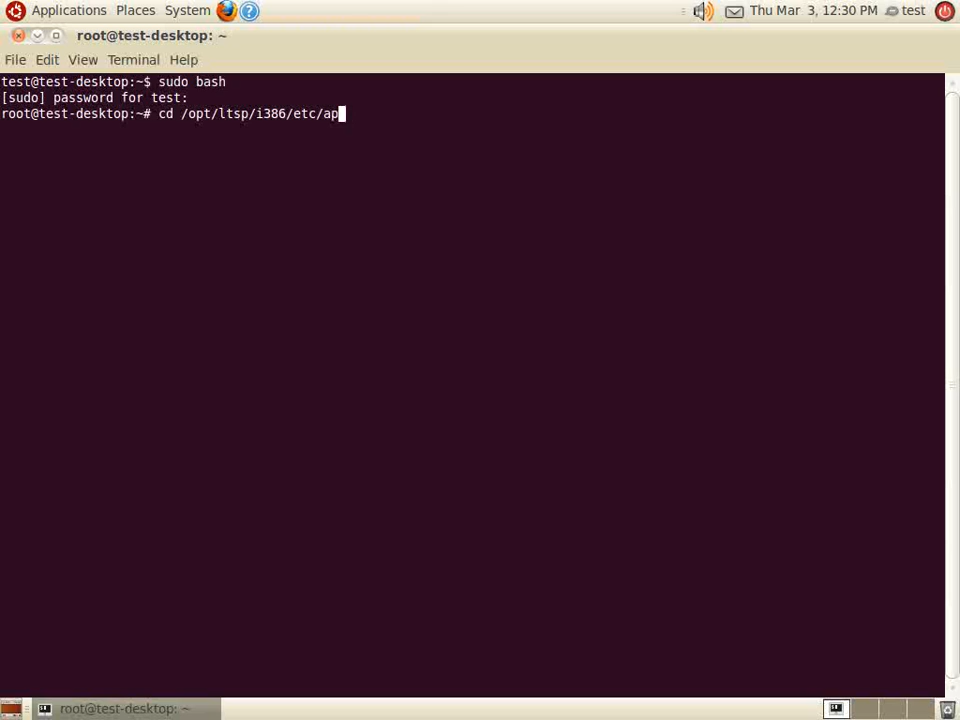 Applications Places System Thu Mar 3, 12:30 PM test
root@test-desktop: ~
File Edit View Terminal Help
test@test-desktop:~$ sudo bash
[sudo] password for test:
root@test-desktop:~# cd /opt/ltsp/i386/etc/ap
root@test-desktop: ~